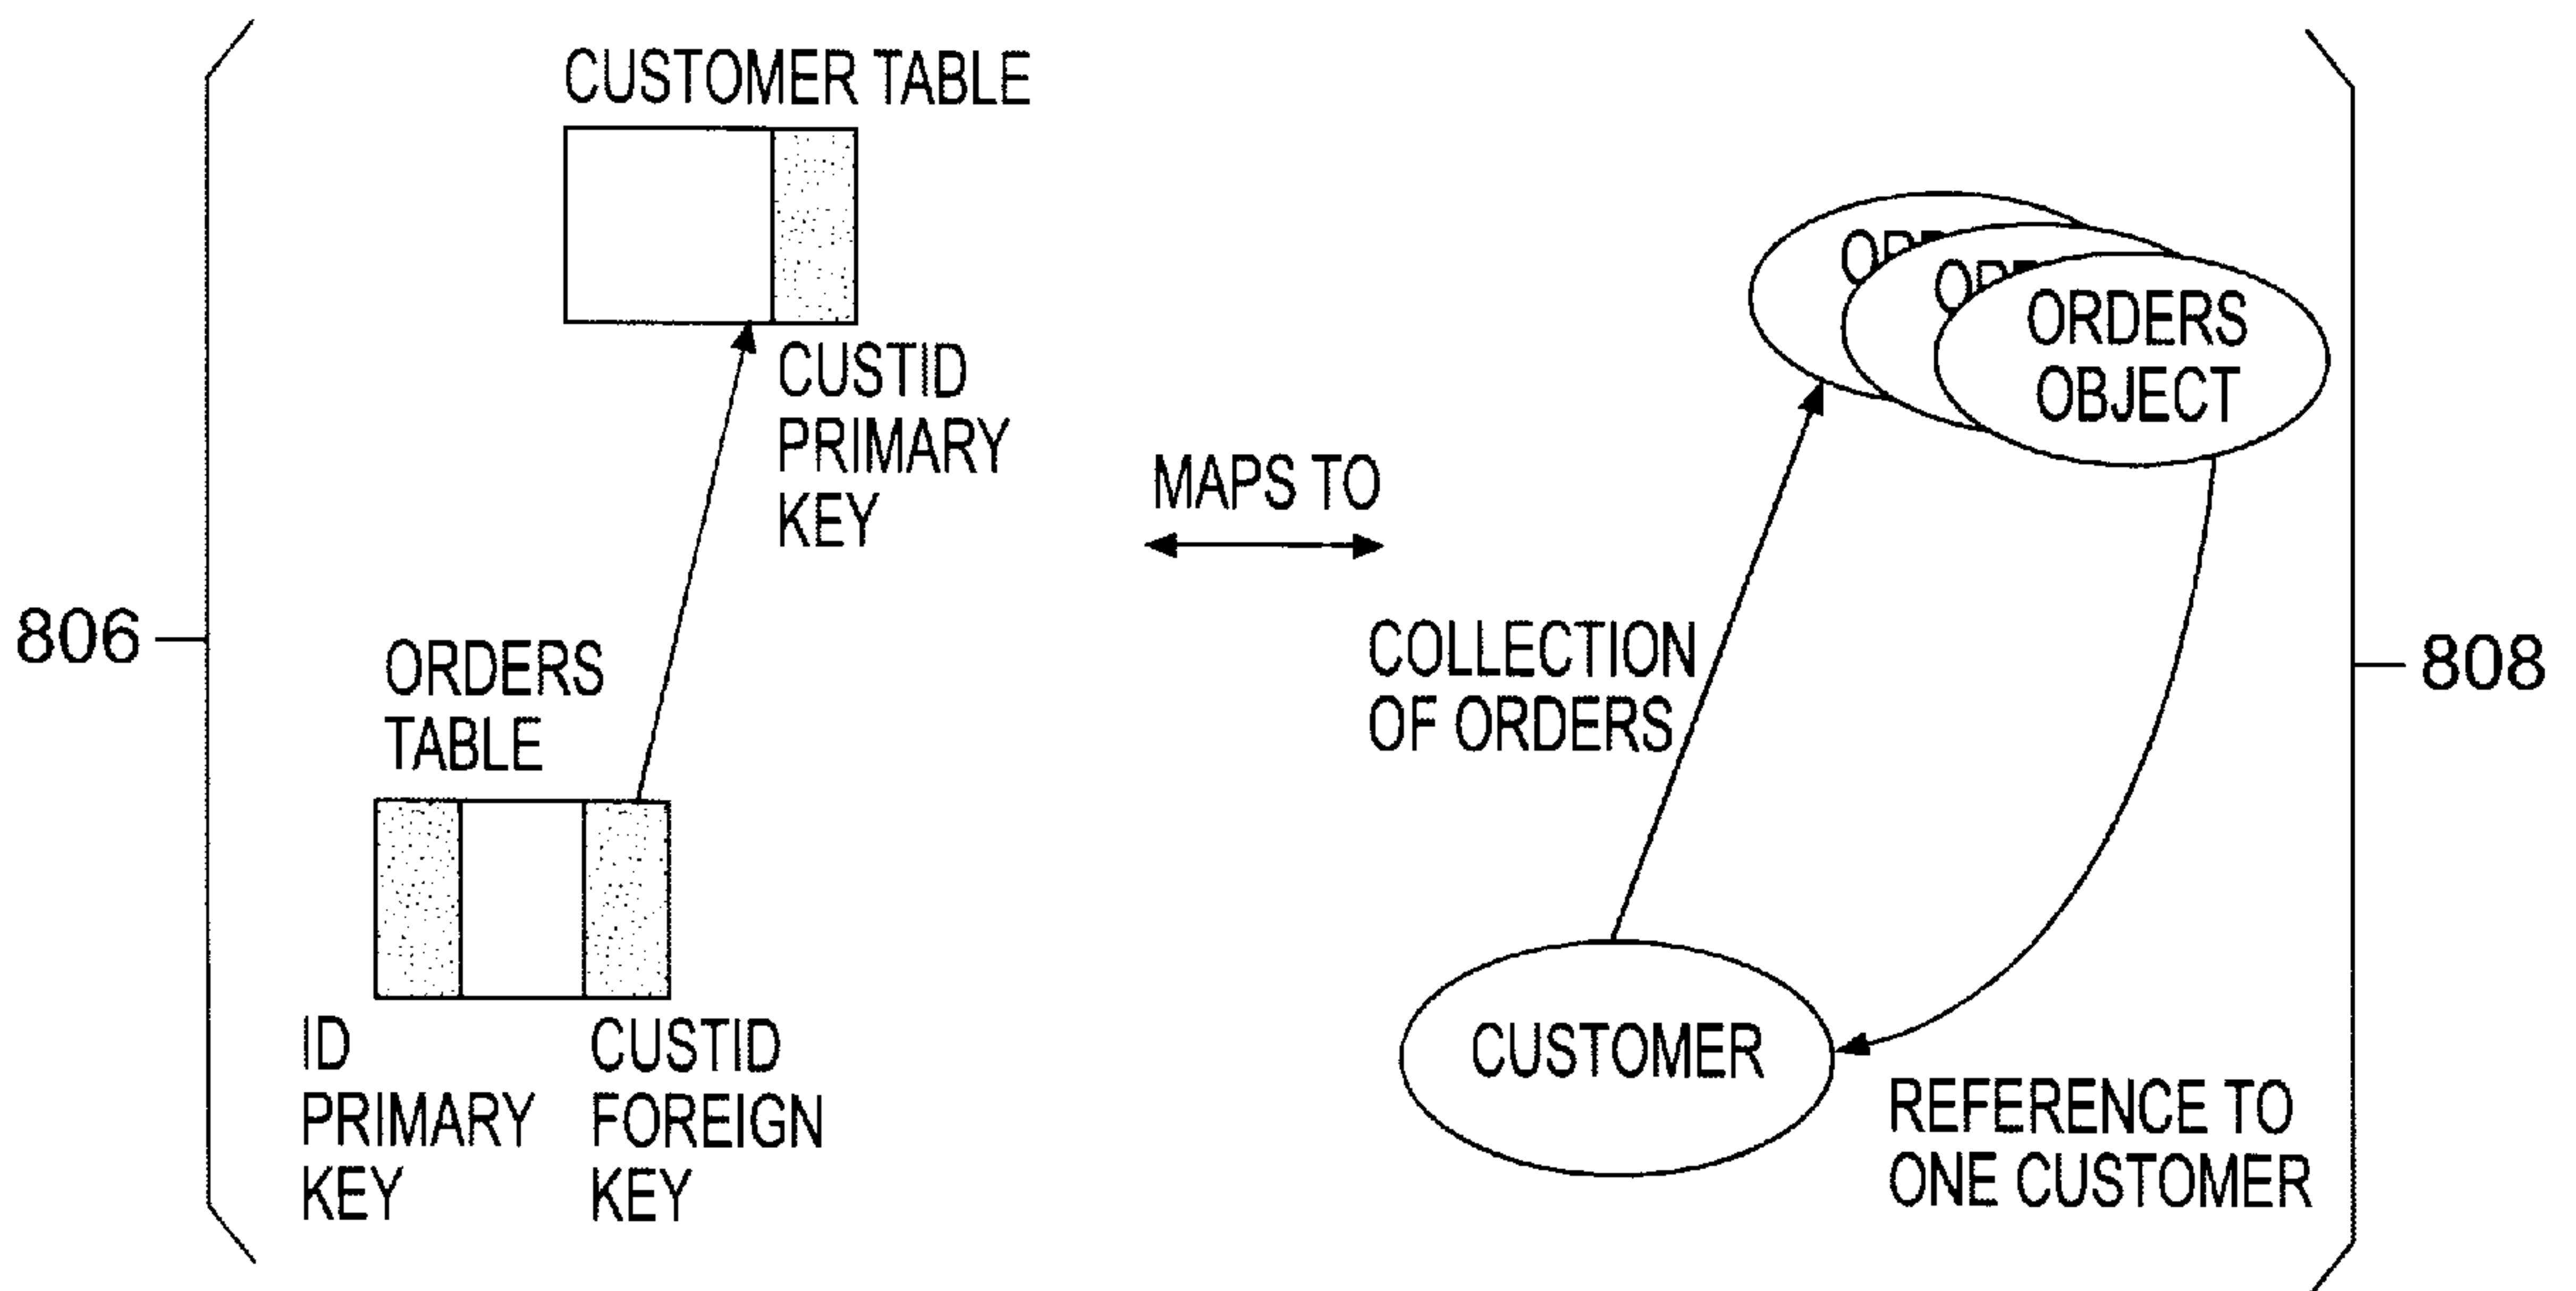 CUSTOMER TABLE
CUSTID
PRIMARY
KEY
806
ORDERS
TABLE
ID
PRIMARY
KEY
CUSTID
FOREIGN
KEY
MAPS TO
ORDERS
OBJECT
COLLECTION
OF ORDERS
808
CUSTOMER
REFERENCE TO
ONE CUSTOMER